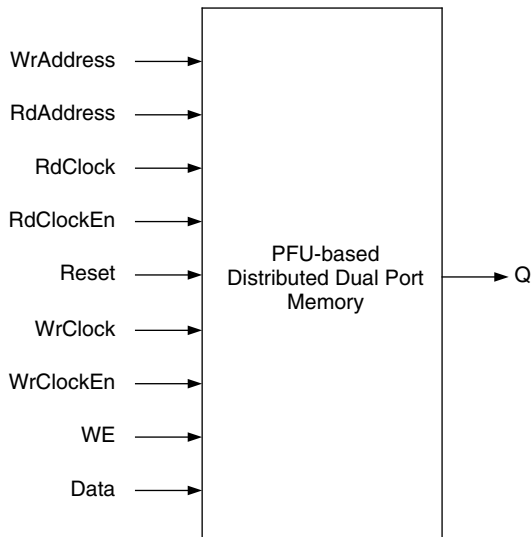 WrAddress
RdAddress
RdClock
RdClockEn
Reset
WrClock
WrClockEn
WE
Data
PFU-based
Distributed Dual Port
Memory
Q